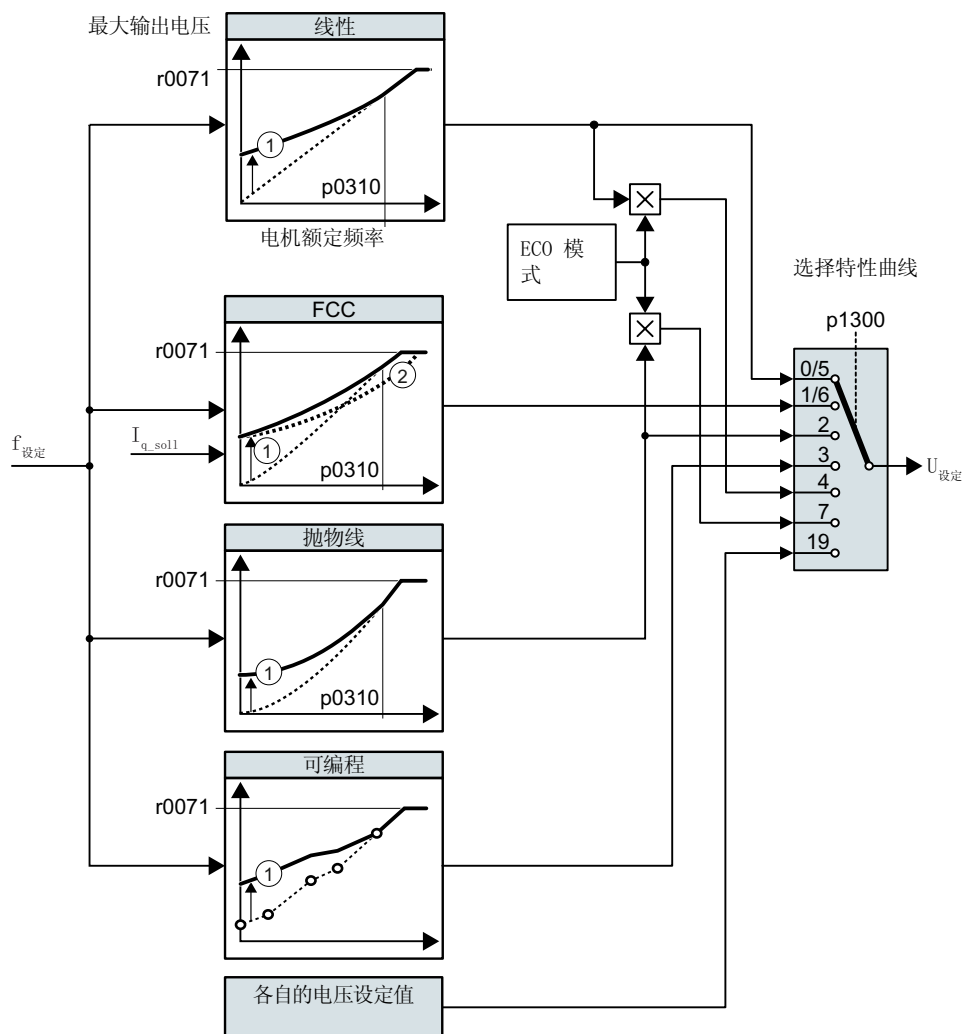 最大输出电压
线性
r0071
①
p0310
电机额定频率
ECO 模
式
选择特性曲线
FCC
p1300
r0071
②
0/5
1/6
f设定
I q_soll
①
p0310
2
3
U设定
4
7
抛物线
19
r0071
①
p0310
可编程
r0071
①
各自的电压设定值